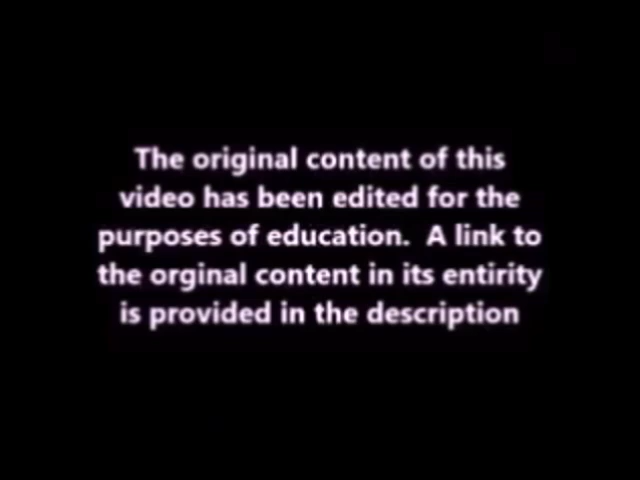 The original content of this
video has been edited for the
purposes of education.  A link to
the orginal content in its entirity
is provided in the description